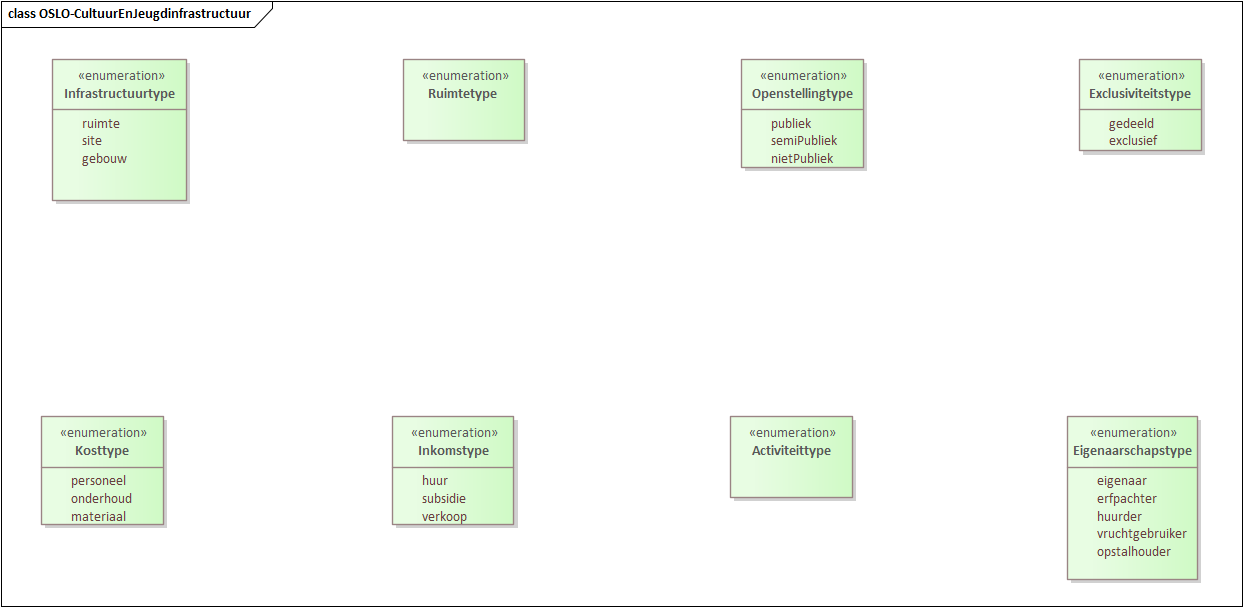 class OSLO-CultuurEnJeugdinfrastructuur
«enumeration»
Infrastructuurtype
ruimte
site
gebouw
«enumeration»
Ruimtetype
«enumeration»
Openstellingtype
publiek
semiPubliek
nietPubliek
«enumeration»
Exclusiviteitstype
gedeeld
exclusief
«enumeration»
Kosttype
personeel
onderhoud
materiaal
«enumeration»
Inkomstype
huur
subsidie
verkoop
«enumeration»
Activiteittype
«enumeration»
Eigenaarschapstype
eigenaar
erfpachter
huurder
vruchtgebruiker
opstalhouder